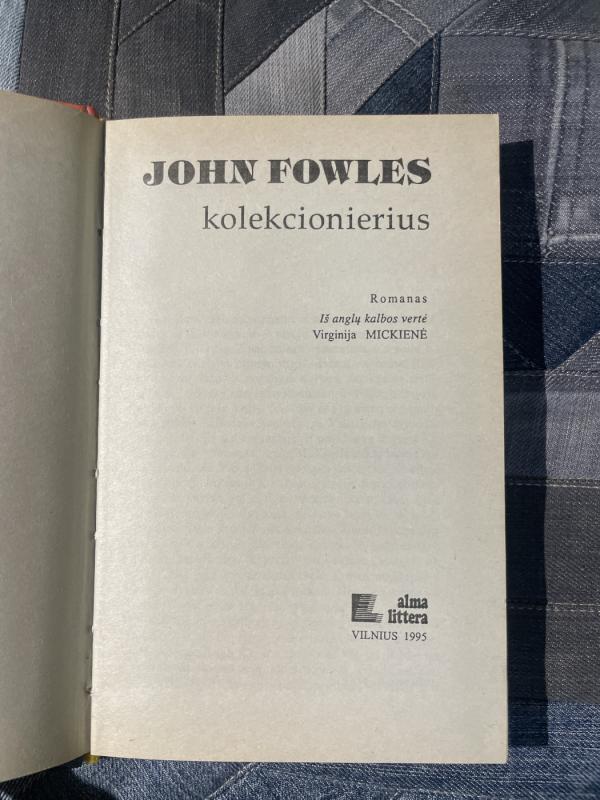 JOHN FOWLES
kolekcionierius
Romanas
Iš anglų kalbos vertė
Virginija MICKIENĖ
alma
littera
VILNIUS 1995